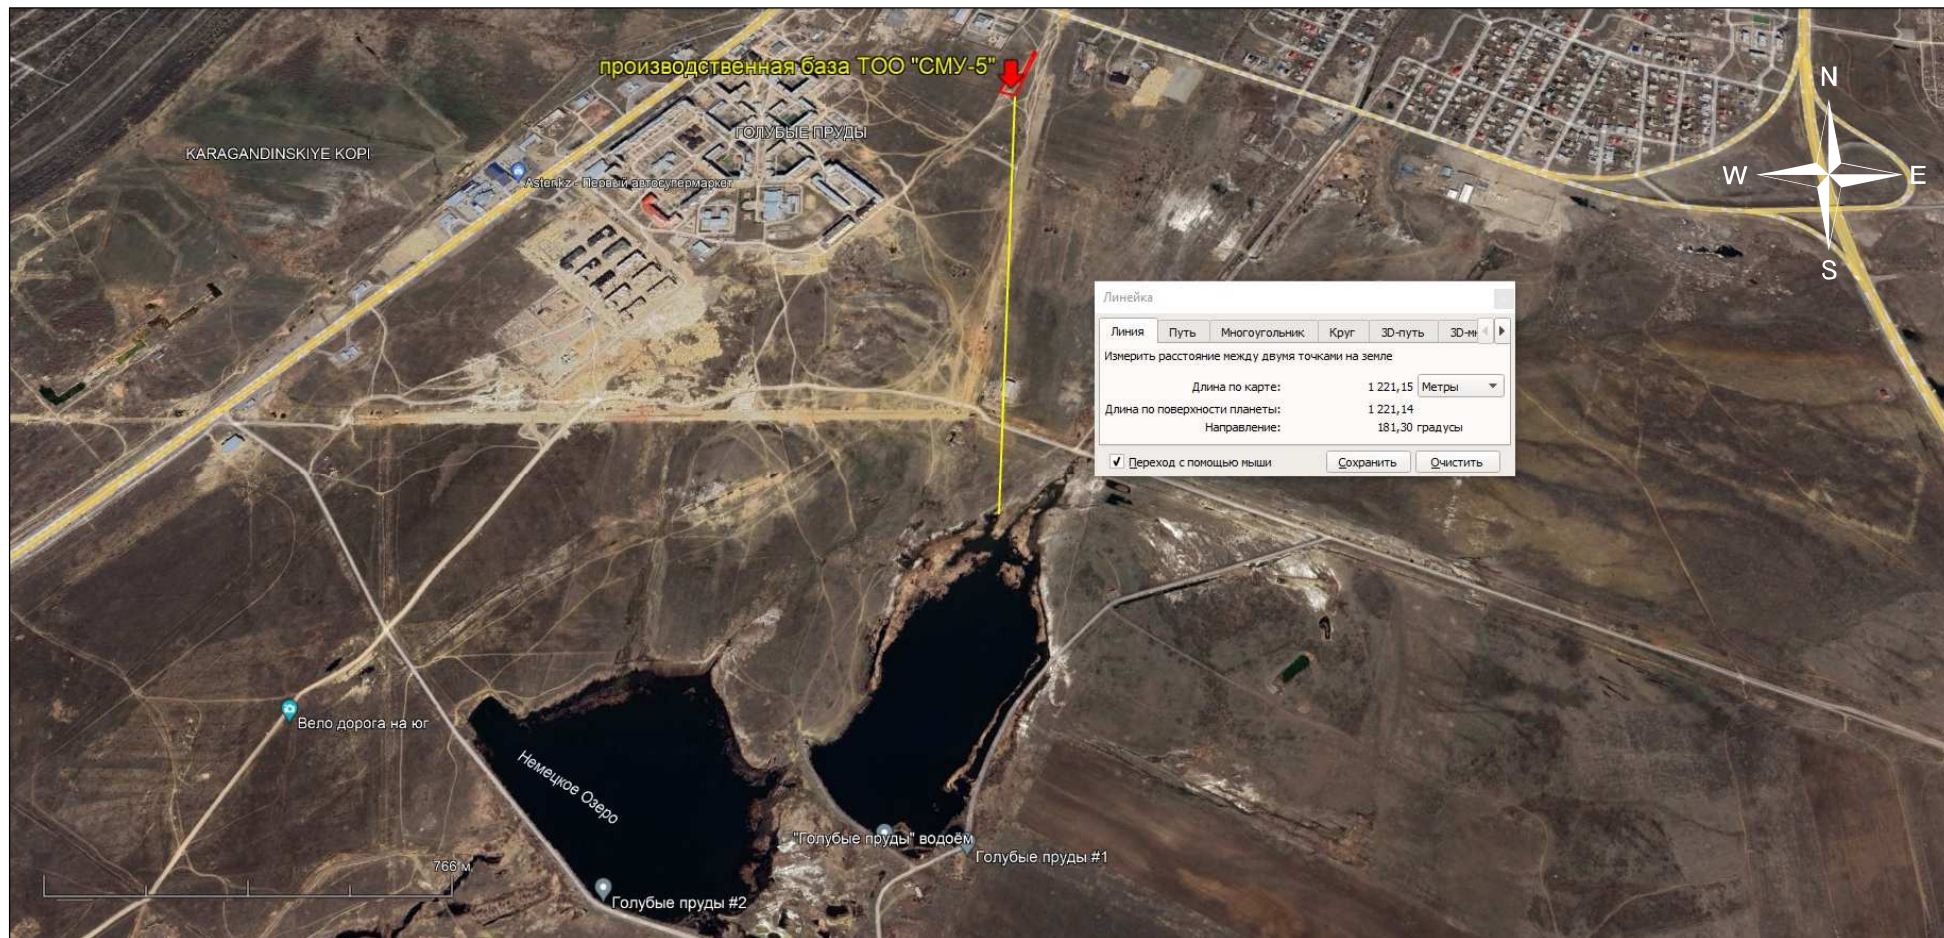 производственная база ТОО "СМУ-5"
N
ГОЛУБЫЕ ПРУДЫ
KARAGANDINSKIYE KOPI
W
E
Aster.kz - Первый автосупермаркет
S
Линейка
Линия Путь Многоугольник Круг 3D-путь 3D-мн
Измерить расстояние между двумя точками на земле
Длина по карте: 1 221,15 Метры
Длина по поверхности планеты: 1 221,14
Направление: 181,30 градусы
Переход с помощью мыши Сохранить Очистить
Вело дорога на юг
Немецкое Озеро
"Голубые пруды" водоём
Голубые пруды #1
766 м
Голубые пруды #2